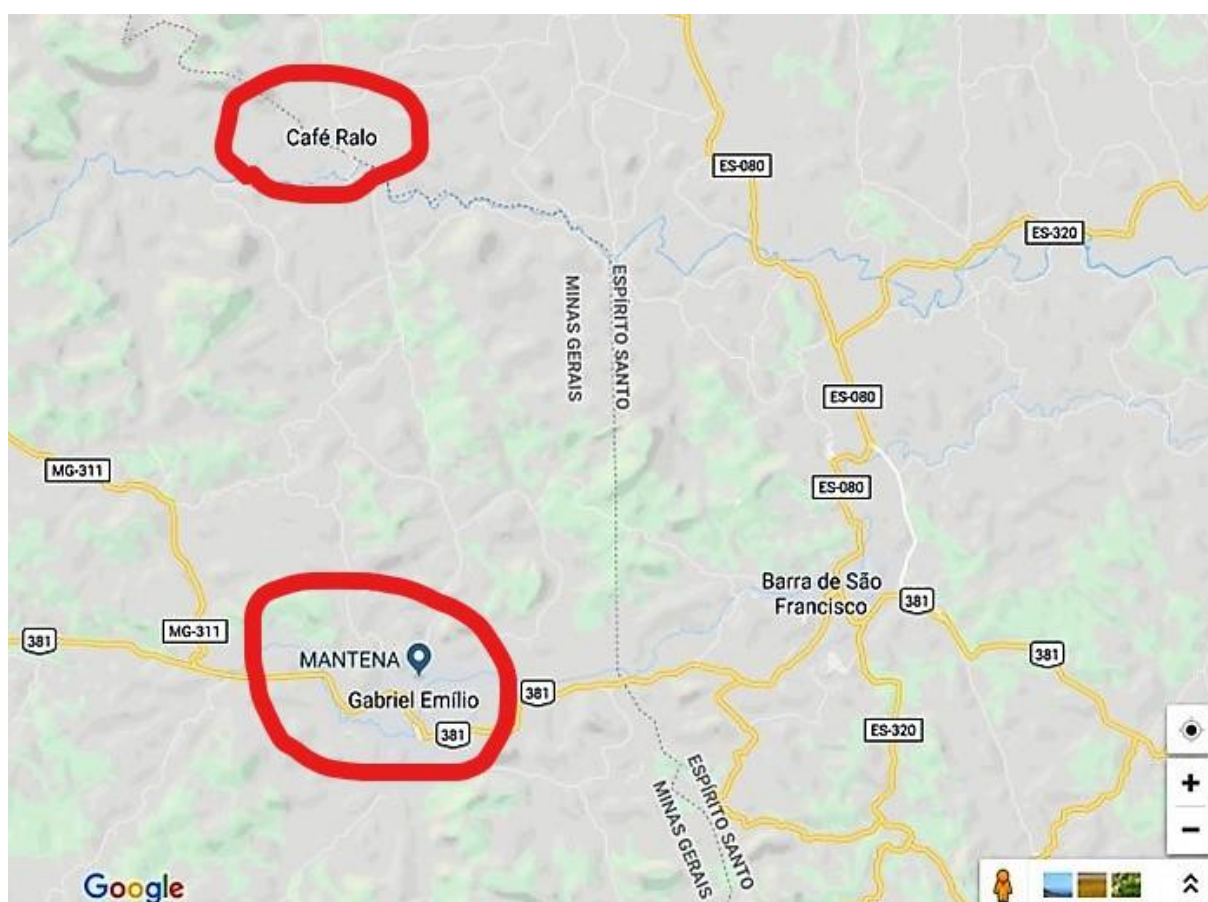 Café Ralo
ES-080
ES-320
MINAS GERAIS
ESPÍRITO SANTO
ES-080
MG-311
ES-080
Barra de São
Francisco
381
MG-311
381
MANTENA
Gabriel Emílio
381
381
381
ES-320
MINAS GERAIS
ESPÍRITO SANTO
Google